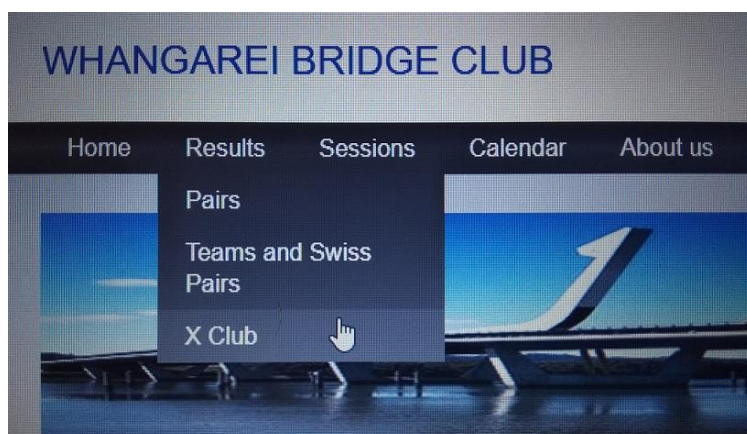 WHANGAREI BRIDGE CLUB
Home Results Sessions Calendar About us
Pairs
Teams and Swiss
Pairs
X Club